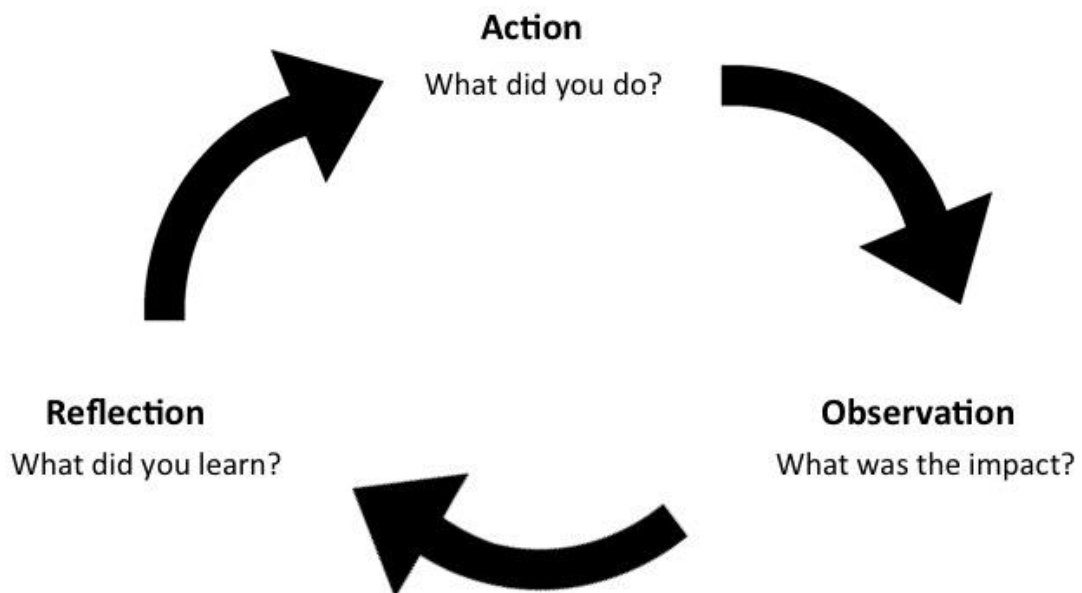 Action
What did you do?
Reflection
What did you learn?
Observation
What was the impact?